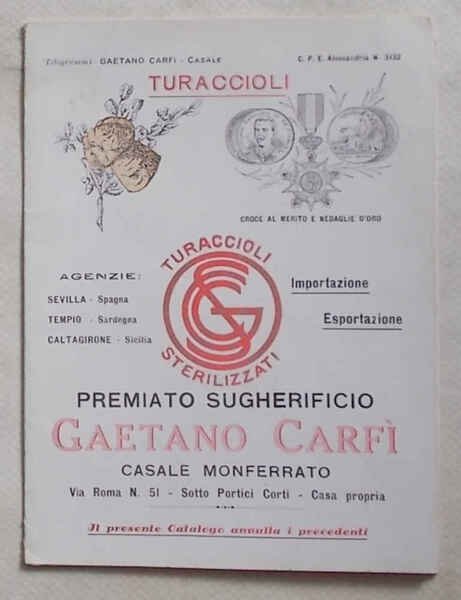 Telegrammi - GAETANO CARFÌ - CASALE
C. P. E. Alessandria N. 3452
TURACCIOLI
CROCE AL MERITO E MEDAGLIE D'ORO
AGENZIE:
SEVILLA - Spagna
TEMPIO - Sardegna
CALTAGIRONE - Sicilia
TURACCIOLI
STERILIZZATI
Importazione
Esportazione
PREMIATO SUGHERIFICIO
GAETANO CARFÌ
CASALE MONFERRATO
Via Roma N. 51 - Sotto Portici Corti - Casa propria
Il presente Catalogo annulla i precedenti